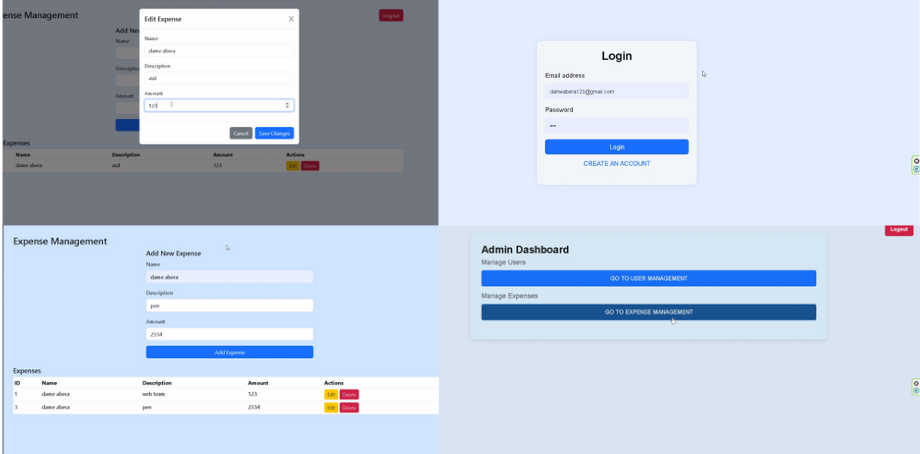 ense Management
Logout
Add New
Name
Description
Amount
Edit Expense
Name
dame abera
Description
asd
Amount
123
Cancel
Save Changes
Expenses
Name Description Amount Actions
dame abera asd 123 Edit Delete
Login
Email address
dameabera123@gmail.com
Password
Login
CREATE AN ACCOUNT
Expense Management
Add New Expense
Name
dame abera
Description
pen
Amount
2334
Add Expense
Expenses
ID Name Description Amount Actions
1 dame abera web team 123 Edit Delete
3 dame abera pen 2334 Edit Delete
Logout
Admin Dashboard
Manage Users
GO TO USER MANAGEMENT
Manage Expenses
GO TO EXPENSE MANAGEMENT